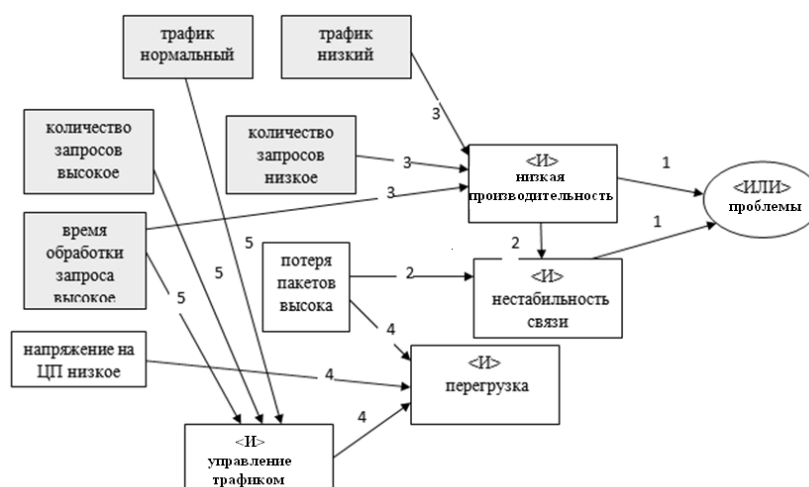 трафик
нормальный
трафик
низкий
количество
запросов
высокое
количество
запросов
низкое
3
3
<И>
низкая
производительность
1
<ИЛИ>
проблемы
время
обработки
запроса
высокое
3
5
5
5
потеря
пакетов
высока
2
2
1
<И>
нестабильность
связи
напряжение на
ЦП низкое
4
4
4
<И>
перегрузка
<И>
управление
трафиком